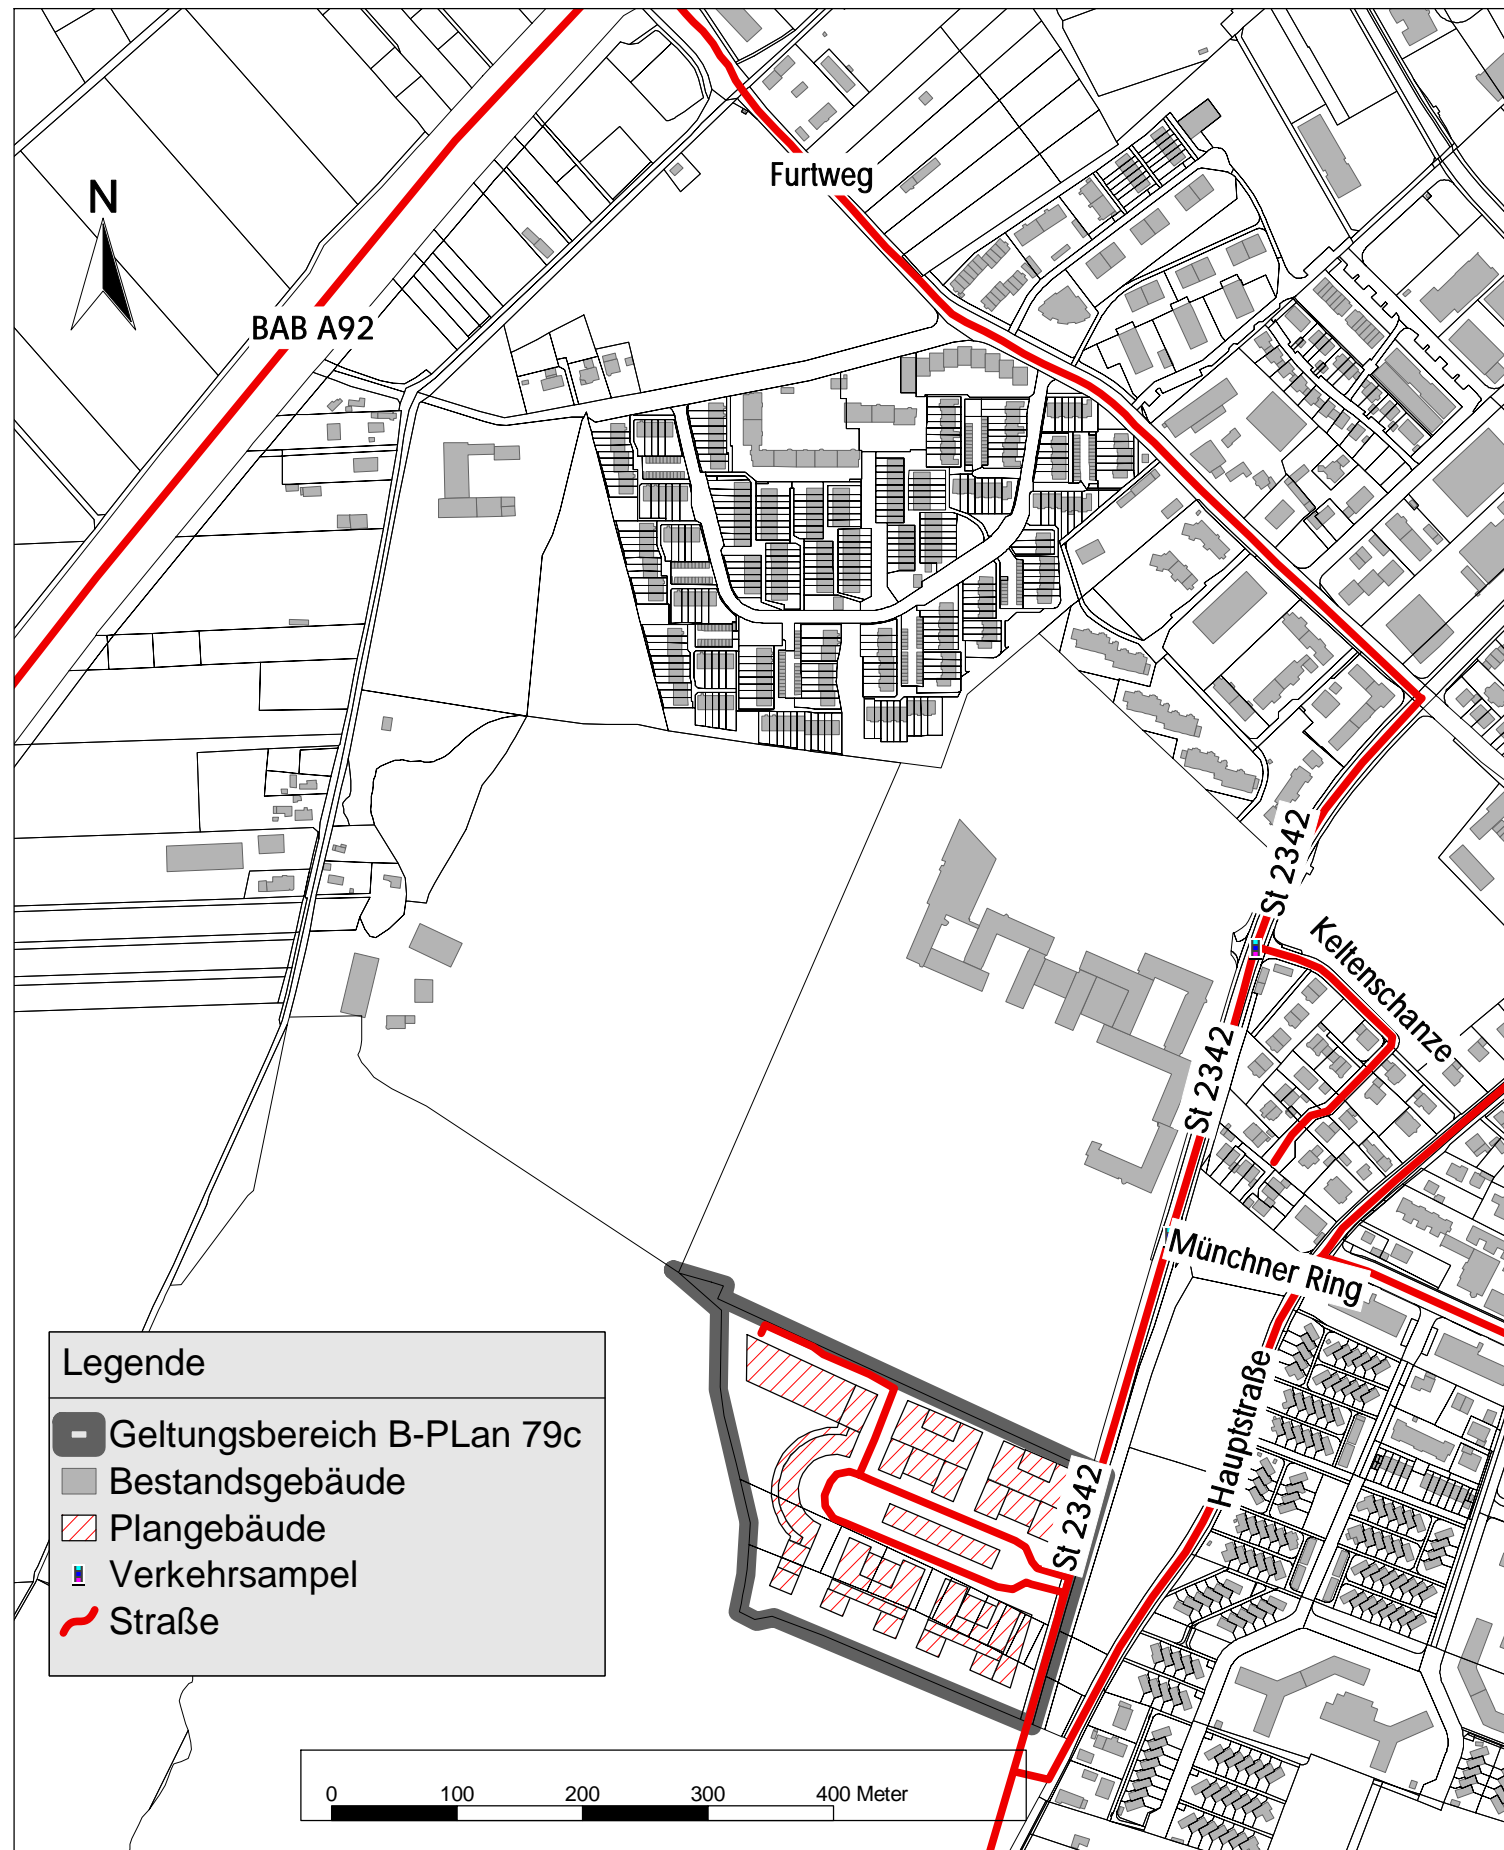 Furtweg
N
BAB A92
St 2342
Keltenschanze
St 2342
Münchner Ring
Hauptstraße
St 2342
Legende
Geltungsbereich B-PLan 79c
Bestandsgebäude
Plangebäude
Verkehrsampel
Straße
0 100 200 300 400 Meter